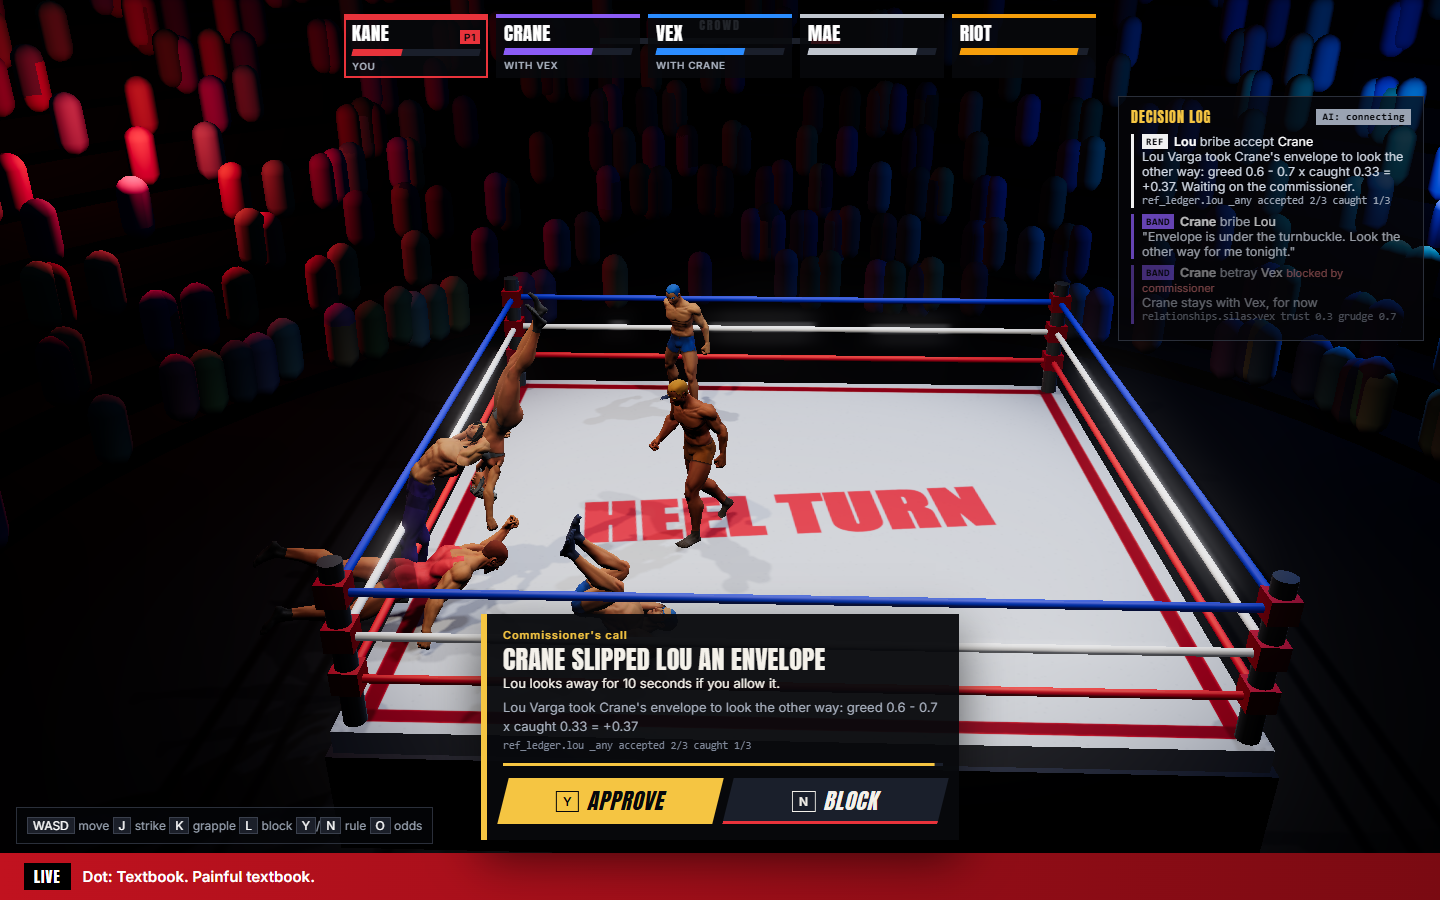 KANE P1
YOU
CRANE
WITH VEX
VEX
WITH CRANE
CROWD
MAE
RIOT
DECISION LOG AI: connecting
REF Lou bribe accept Crane
Lou Varga took Crane's envelope to look the
other way: greed 0.6 - 0.7 x caught 0.33 =
+0.37. Waiting on the commissioner.
ref_ledger.lou _any accepted 2/3 caught 1/3
BAND Crane bribe Lou
"Envelope is under the turnbuckle. Look the
other way for me tonight."
BAND Crane betray Vex blocked by
commissioner
Crane stays with Vex, for now
relationships.silas>vex trust 0.3 grudge 0.7
HEEL TURN
Commissioner's call
CRANE SLIPPED LOU AN ENVELOPE
Lou looks away for 10 seconds if you allow it.
Lou Varga took Crane's envelope to look the other way: greed 0.6 - 0.7
x caught 0.33 = +0.37
ref_ledger.lou _any accepted 2/3 caught 1/3
Y APPROVE
N BLOCK
WASD move J strike K grapple L block Y/N rule O odds
LIVE Dot: Textbook. Painful textbook.